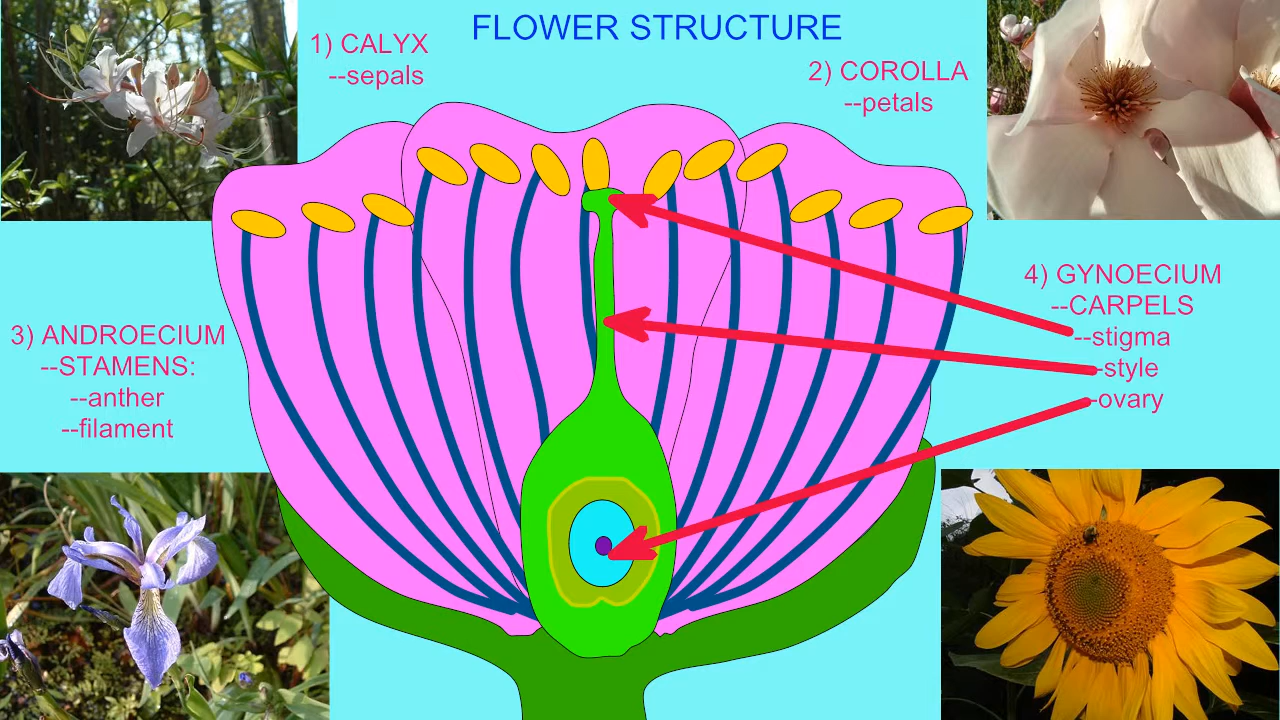 FLOWER STRUCTURE
1) CALYX
--sepals
2) COROLLA
--petals
3) ANDROECIUM
--STAMENS:
--anther
--filament
4) GYNOECIUM
--CARPELS
--stigma
--style
--ovary